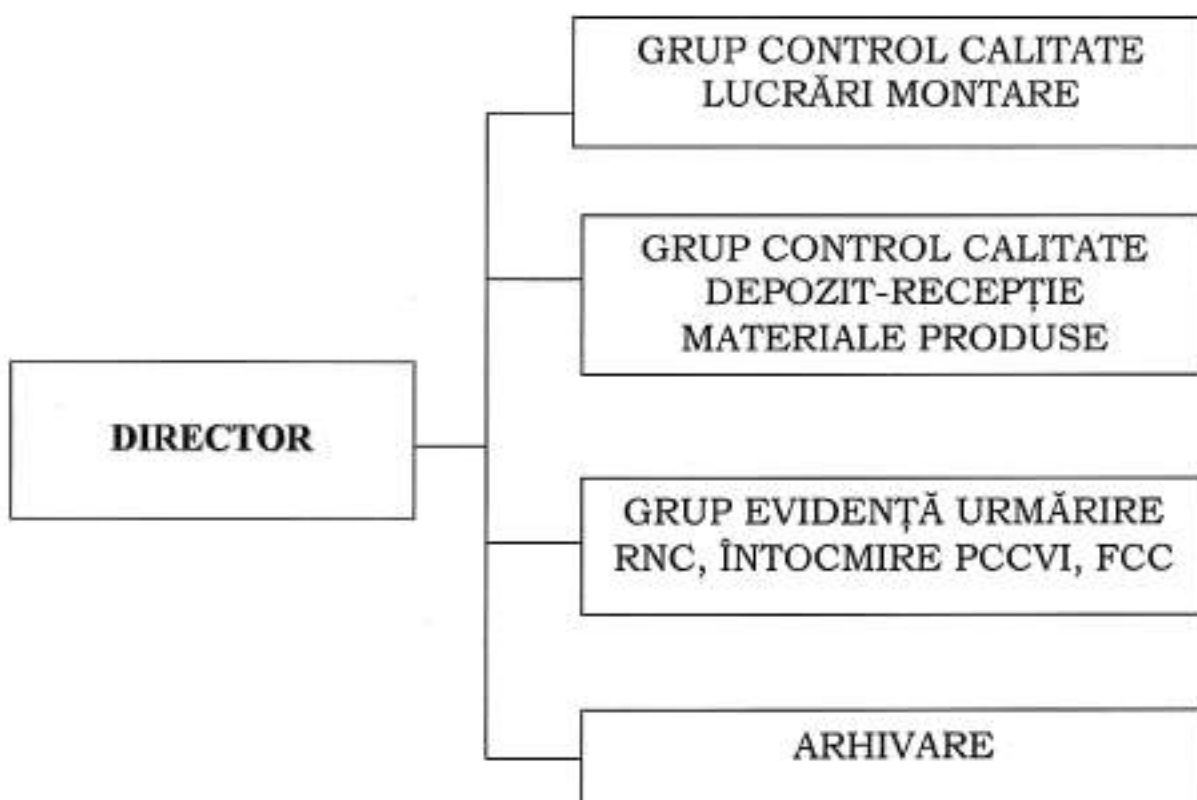 GRUP CONTROL CALITATE
LUCRĂRI MONTARE
GRUP CONTROL CALITATE
DEPOZIT-RECEPȚIE
MATERIALE PRODUSE
DIRECTOR
GRUP EVIDENȚĂ URMĂRIRE
RNC, ÎNTOCMIRE PCCVI, FCC
ARHIVARE